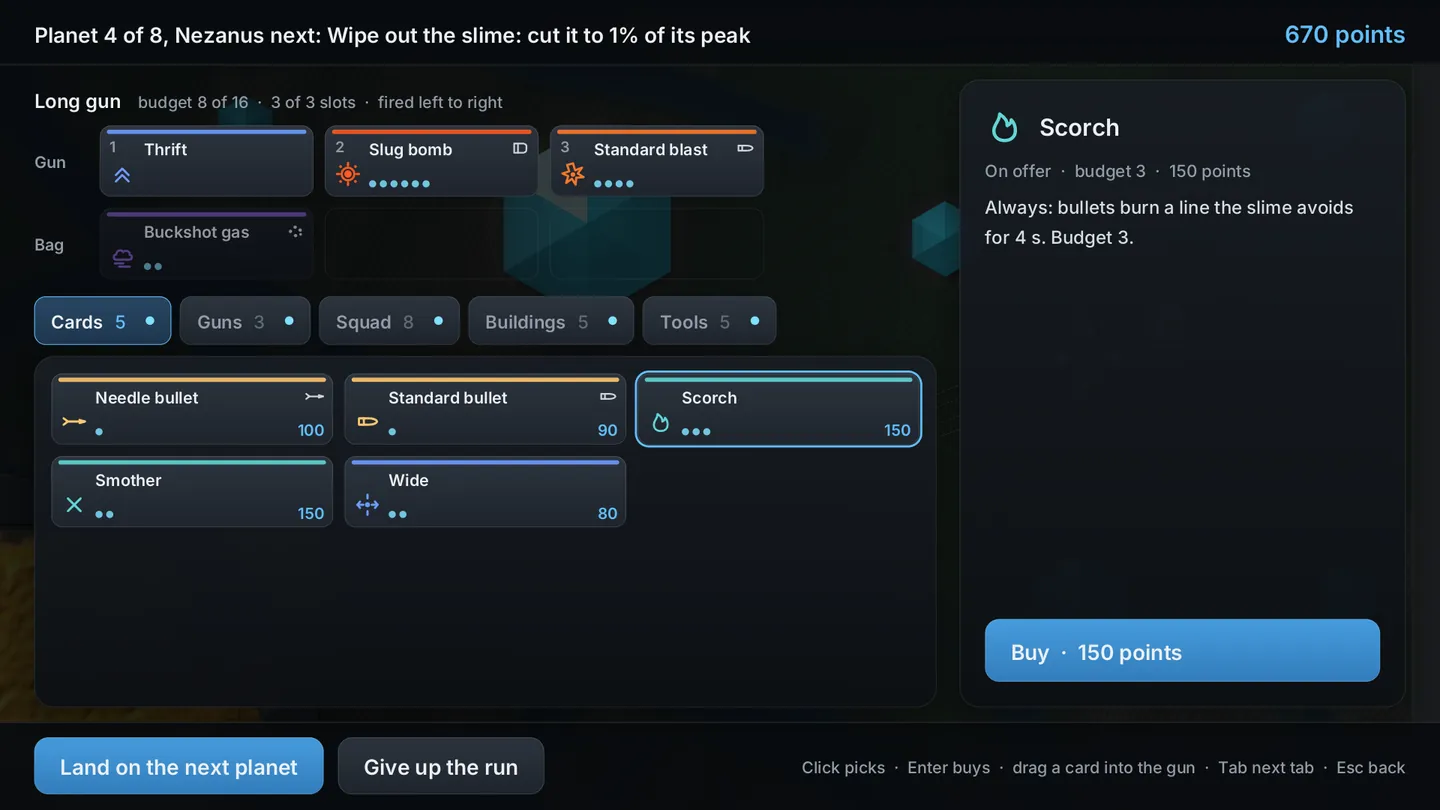 Planet 4 of 8, Nezanus next: Wipe out the slime: cut it to 1% of its peak
670 points
Long gun budget 8 of 16 · 3 of 3 slots · fired left to right
Gun
1 Thrift
2 Slug bomb
3 Standard blast
Bag
Buckshot gas
Cards 5
Guns 3
Squad 8
Buildings 5
Tools 5
Needle bullet
100
Standard bullet
90
Scorch
150
Smother
150
Wide
80
Scorch
On offer · budget 3 · 150 points
Always: bullets burn a line the slime avoids
for 4 s. Budget 3.
Buy · 150 points
Land on the next planet
Give up the run
Click picks · Enter buys · drag a card into the gun · Tab next tab · Esc back